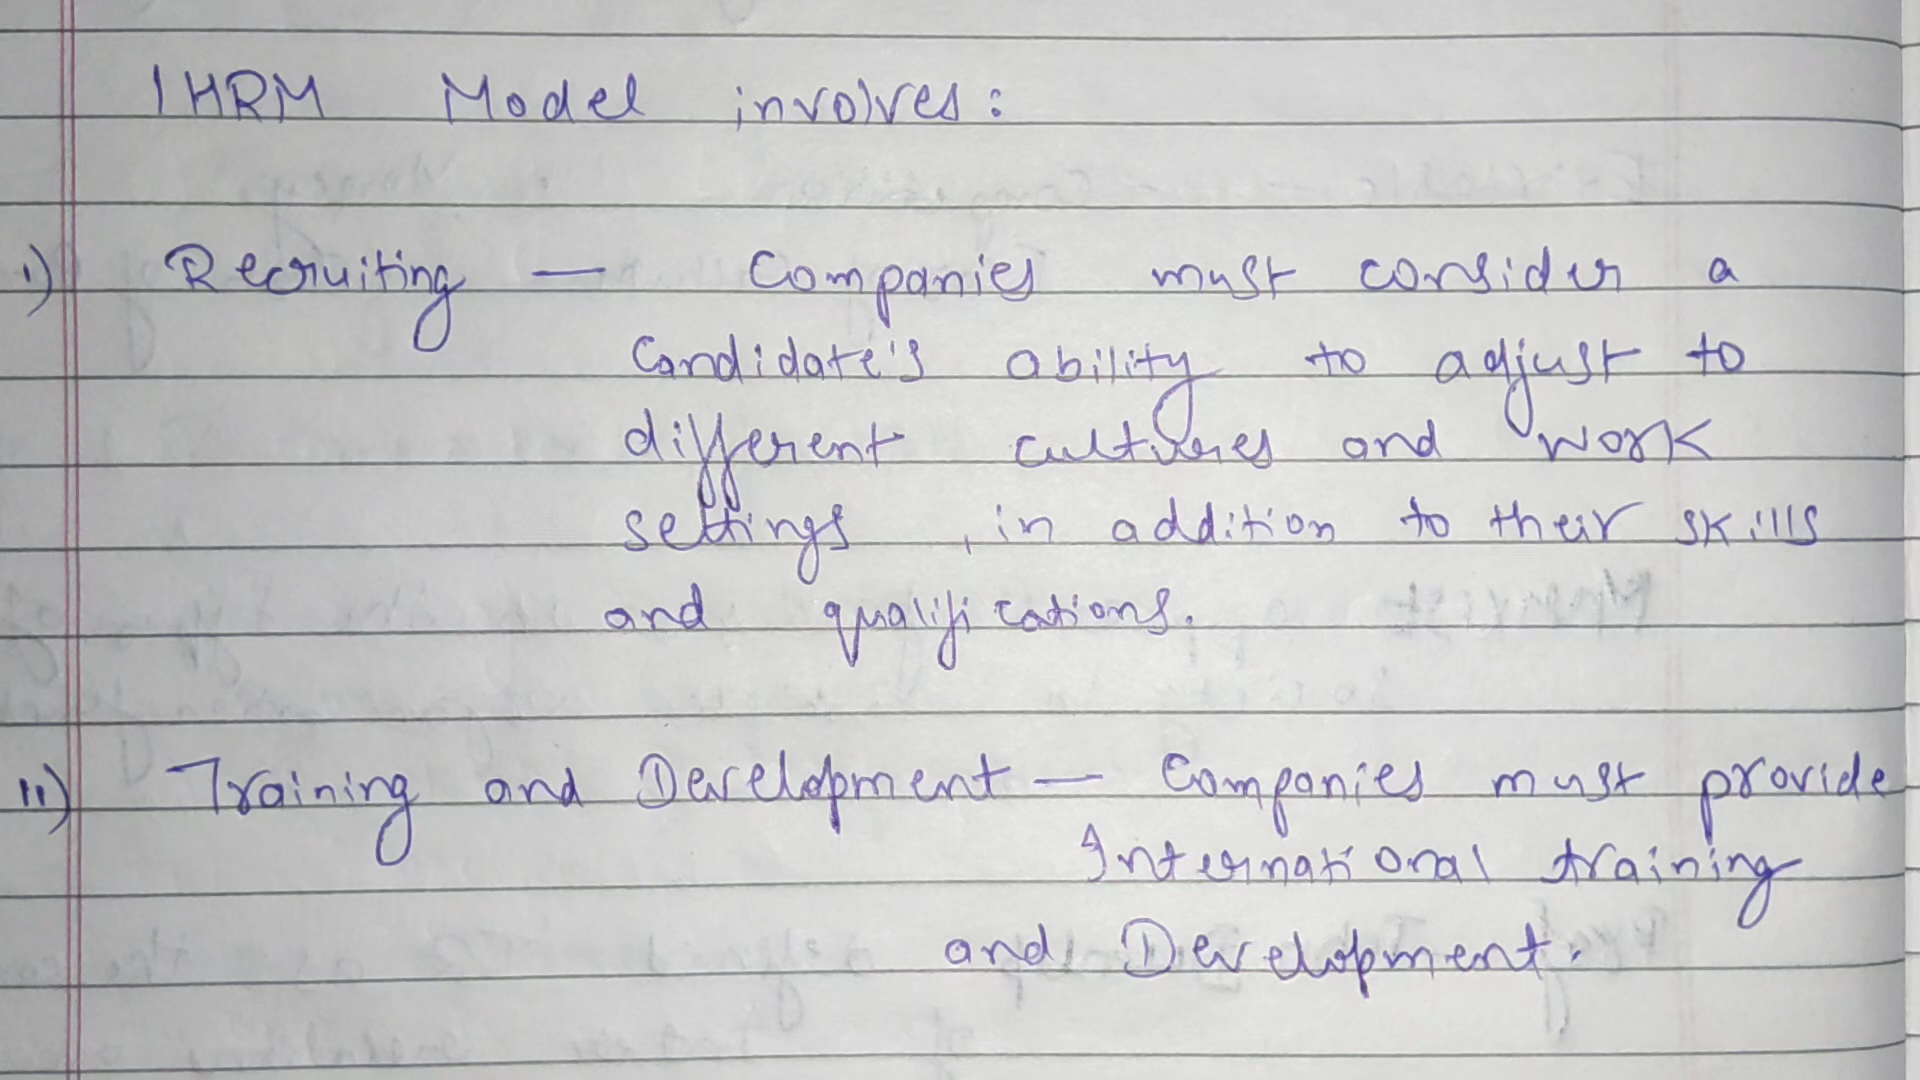 IHRM Model involves:
i) Recruiting — Companies must consider a
Candidate's ability to adjust to
different cultures and work
settings , in addition to their skills
and qualifications.
ii) Training and Development — Companies must provide
International training
and Development.